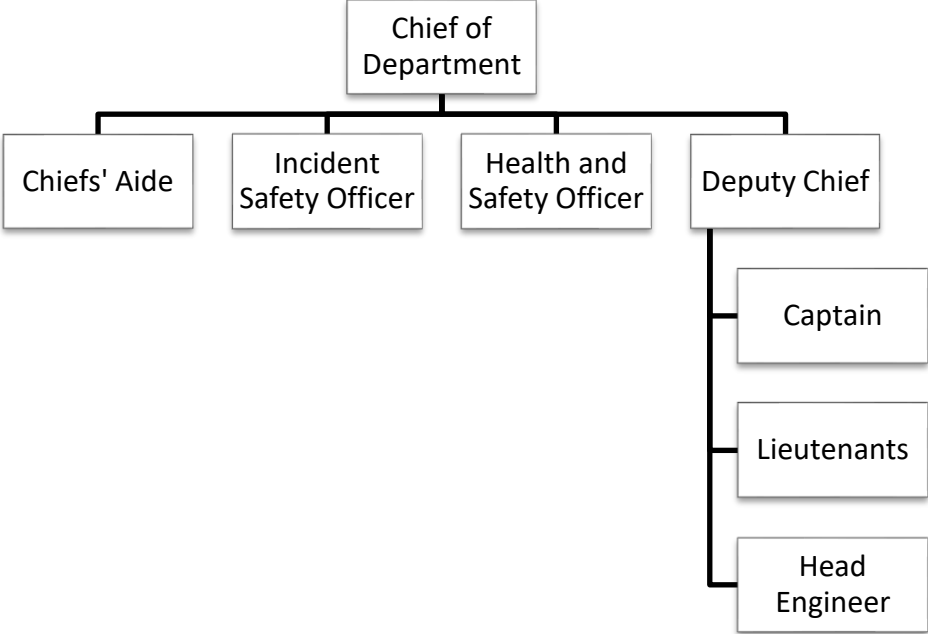 Chief of
Department
Chiefs' Aide
Incident
Safety Officer
Health and
Safety Officer
Deputy Chief
Captain
Lieutenants
Head
Engineer